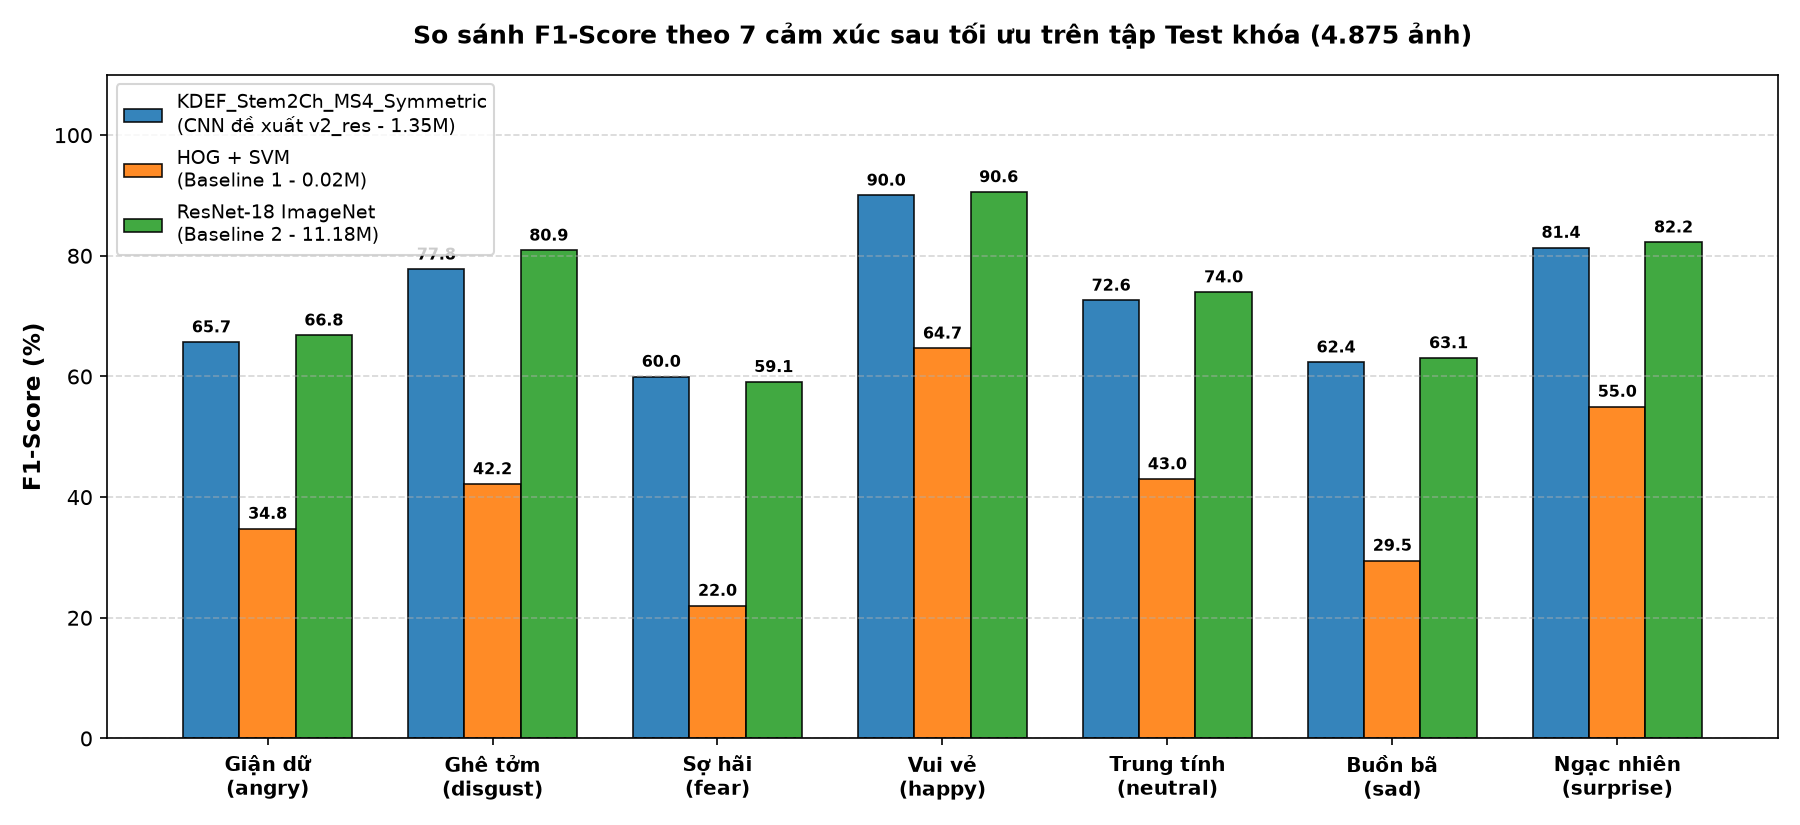 So sánh F1-Score theo 7 cảm xúc sau tối ưu trên tập Test khóa (4.875 ảnh)
KDEF_Stem2Ch_MS4_Symmetric
(CNN đề xuất v2_res - 1.35M)
HOG + SVM
(Baseline 1 - 0.02M)
ResNet-18 ImageNet
(Baseline 2 - 11.18M)
F1-Score (%)
100
80
60
40
20
0
65.7
34.8
66.8
77.8
42.2
80.9
60.0
22.0
59.1
90.0
64.7
90.6
72.6
43.0
74.0
62.4
29.5
63.1
81.4
55.0
82.2
Giận dữ
(angry)
Ghê tởm
(disgust)
Sợ hãi
(fear)
Vui vẻ
(happy)
Trung tính
(neutral)
Buồn bã
(sad)
Ngạc nhiên
(surprise)